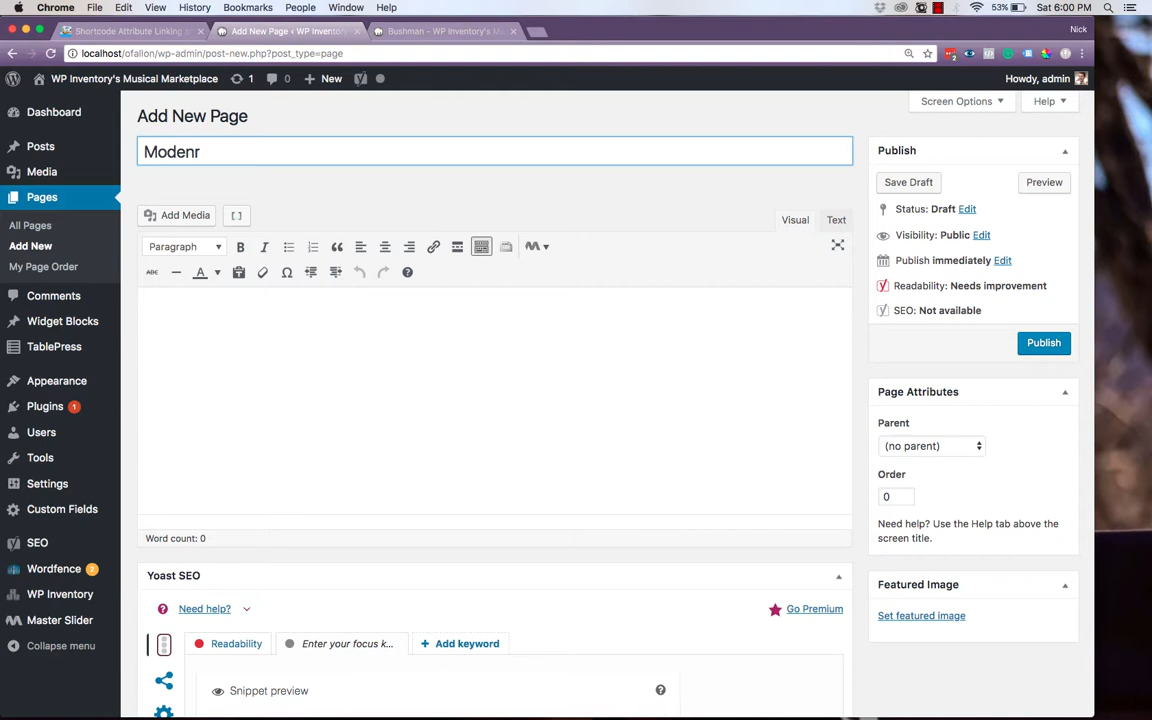 Chrome File Edit View History Bookmarks People Window Help 53% Sat 6:00 PM
Shortcode Attribute Linking Add New Page ‹ WP Inventory Bushman – WP Inventory's Nick
localhost/ofallon/wp-admin/post-new.php?post_type=page
WP Inventory's Musical Marketplace 1 0 + New Howdy, admin
Screen Options Help
Add New Page
Modenr
Dashboard
Posts
Media
Pages
All Pages
Add New
My Page Order
Comments
Widget Blocks
TablePress
Appearance
Plugins 1
Users
Tools
Settings
Custom Fields
SEO
Wordfence 2
WP Inventory
Master Slider
Collapse menu
Add Media [ ]
Visual Text
Paragraph B I
ABC A Ω
Word count: 0
Yoast SEO
Need help? Go Premium
Readability Enter your focus k... + Add keyword
Snippet preview
Publish
Save Draft Preview
Status: Draft Edit
Visibility: Public Edit
Publish immediately Edit
Readability: Needs improvement
SEO: Not available
Publish
Page Attributes
Parent
(no parent)
Order
0
Need help? Use the Help tab above the
screen title.
Featured Image
Set featured image